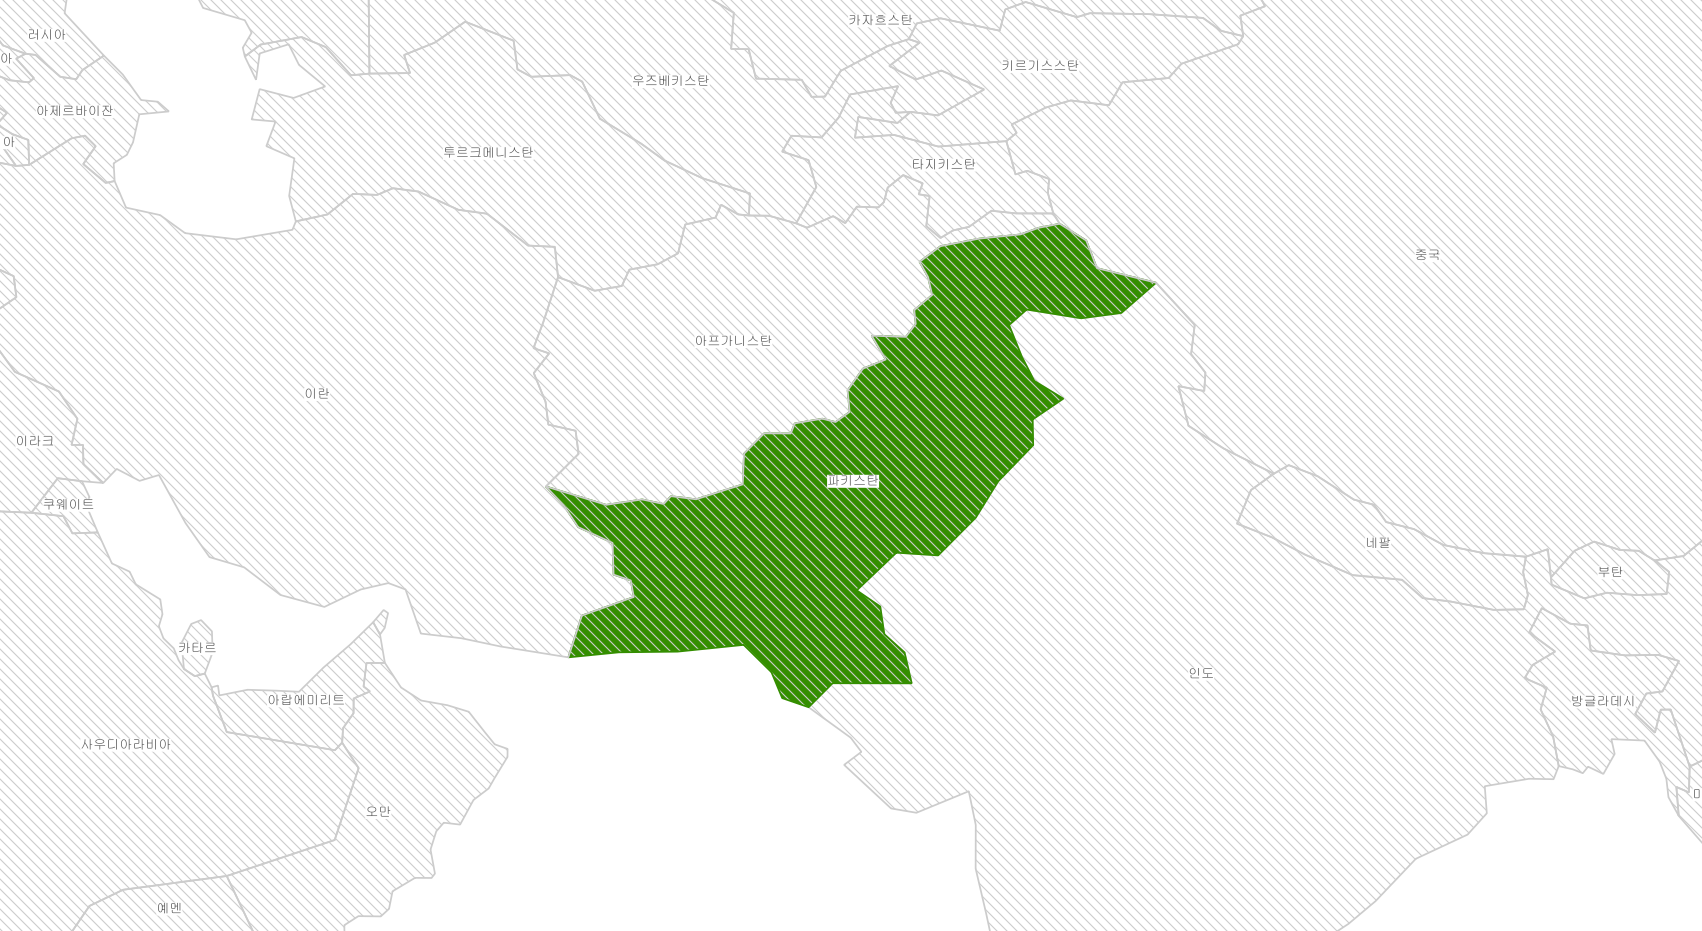 카자흐스탄
러시아
아
키르기스스탄
우즈베키스탄
아제르바이잔
아
투르크메니스탄
타지키스탄
중국
아프가니스탄
이란
이라크
파키스탄
쿠웨이트
네팔
부탄
카타르
인도
아랍에미리트
방글라데시
사우디아라비아
오만
예멘